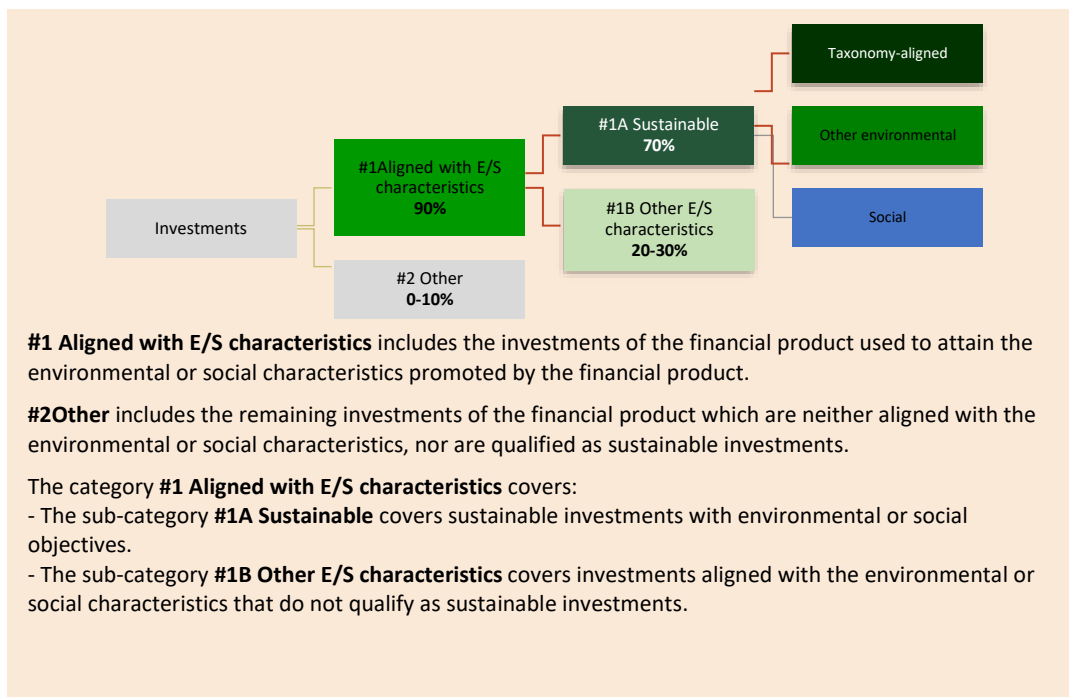 Taxonomy-aligned
#1A Sustainable
70%
Other environmental
#1Aligned with E/S
characteristics
90%
#1B Other E/S
characteristics
20-30%
Social
Investments
#2 Other
0-10%
#1 Aligned with E/S characteristics includes the investments of the financial product used to attain the
environmental or social characteristics promoted by the financial product.
#2Other includes the remaining investments of the financial product which are neither aligned with the
environmental or social characteristics, nor are qualified as sustainable investments.
The category #1 Aligned with E/S characteristics covers:
- The sub-category #1A Sustainable covers sustainable investments with environmental or social
objectives.
- The sub-category #1B Other E/S characteristics covers investments aligned with the environmental or
social characteristics that do not qualify as sustainable investments.